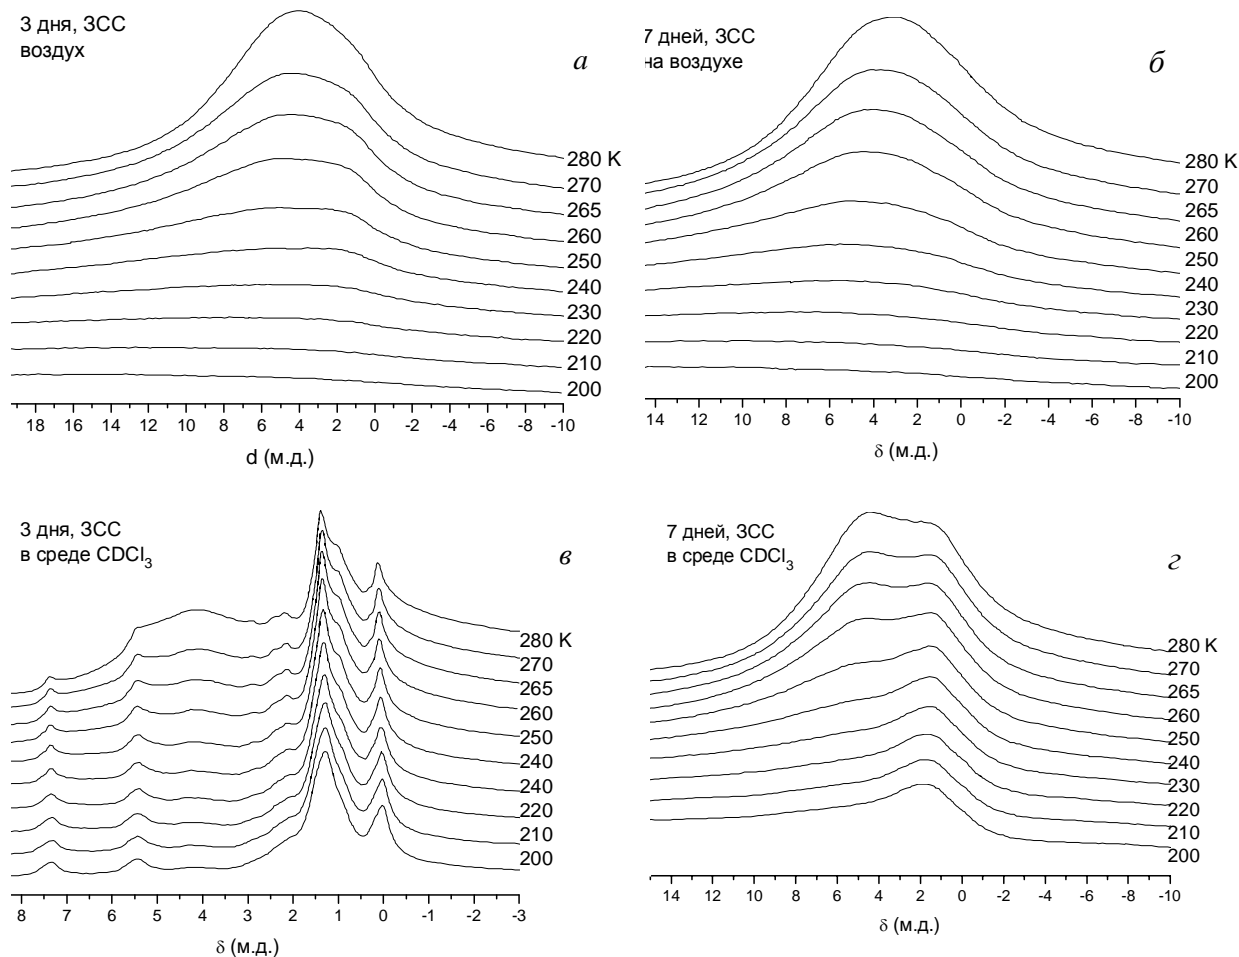 3 дня, ЗСС
воздух
а
280 K
270
265
260
250
240
230
220
210
200
18 16 14 12 10 8 6 4 2 0 -2 -4 -6 -8 -10
d (м.д.)
7 дней, ЗСС
на воздухе
б
280 K
270
265
260
250
240
230
220
210
200
14 12 10 8 6 4 2 0 -2 -4 -6 -8 -10
δ (м.д.)
3 дня, ЗСС
в среде CDCl₃
в
280 K
270
265
260
250
240
240
220
210
200
8 7 6 5 4 3 2 1 0 -1 -2 -3
δ (м.д.)
7 дней, ЗСС
в среде CDCl₃
г
280 K
270
265
260
250
240
230
220
210
200
14 12 10 8 6 4 2 0 -2 -4 -6 -8 -10
δ (м.д.)